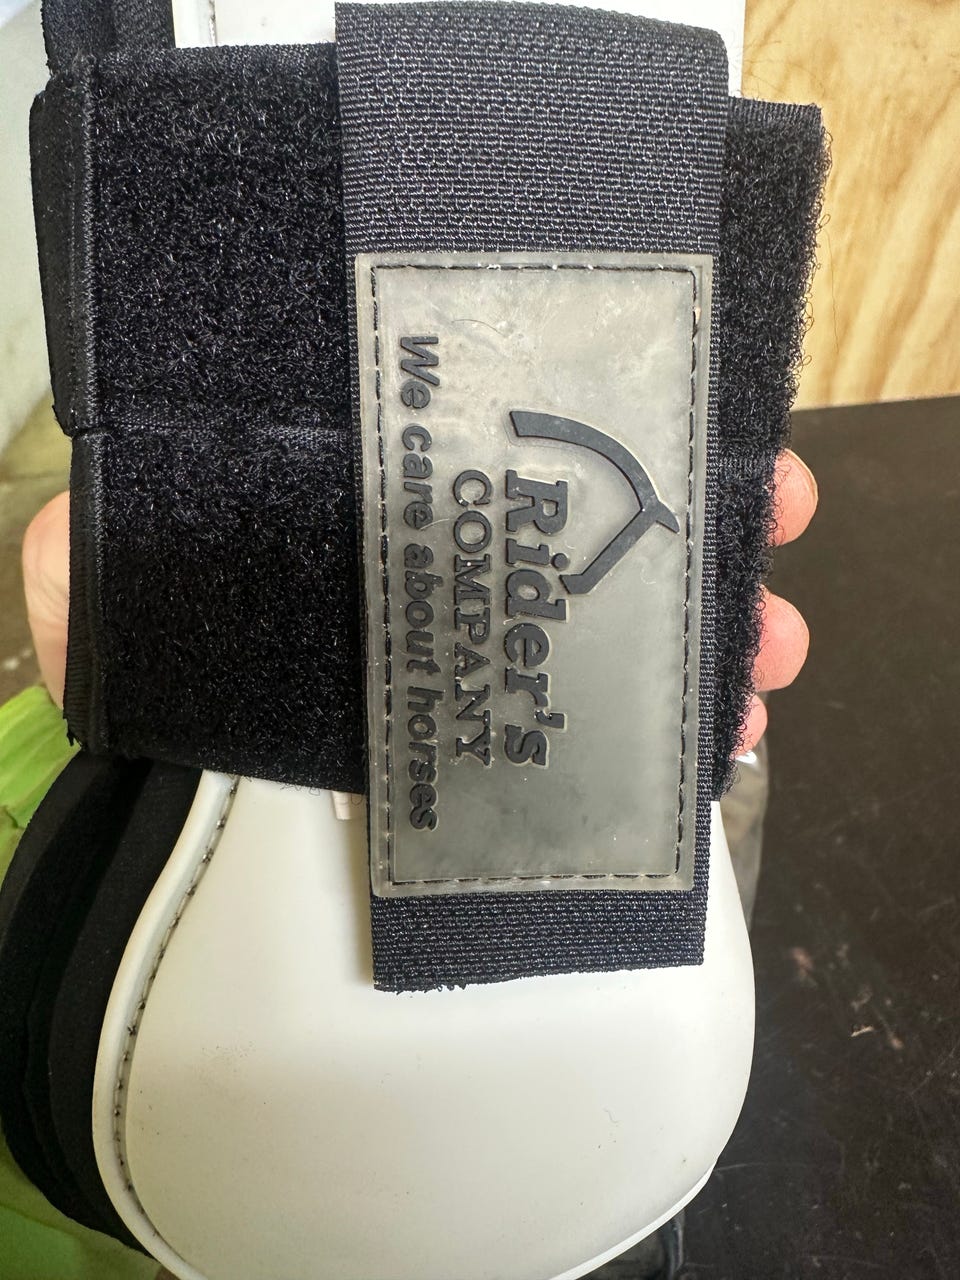 Rider's
COMPANY
We care about horses